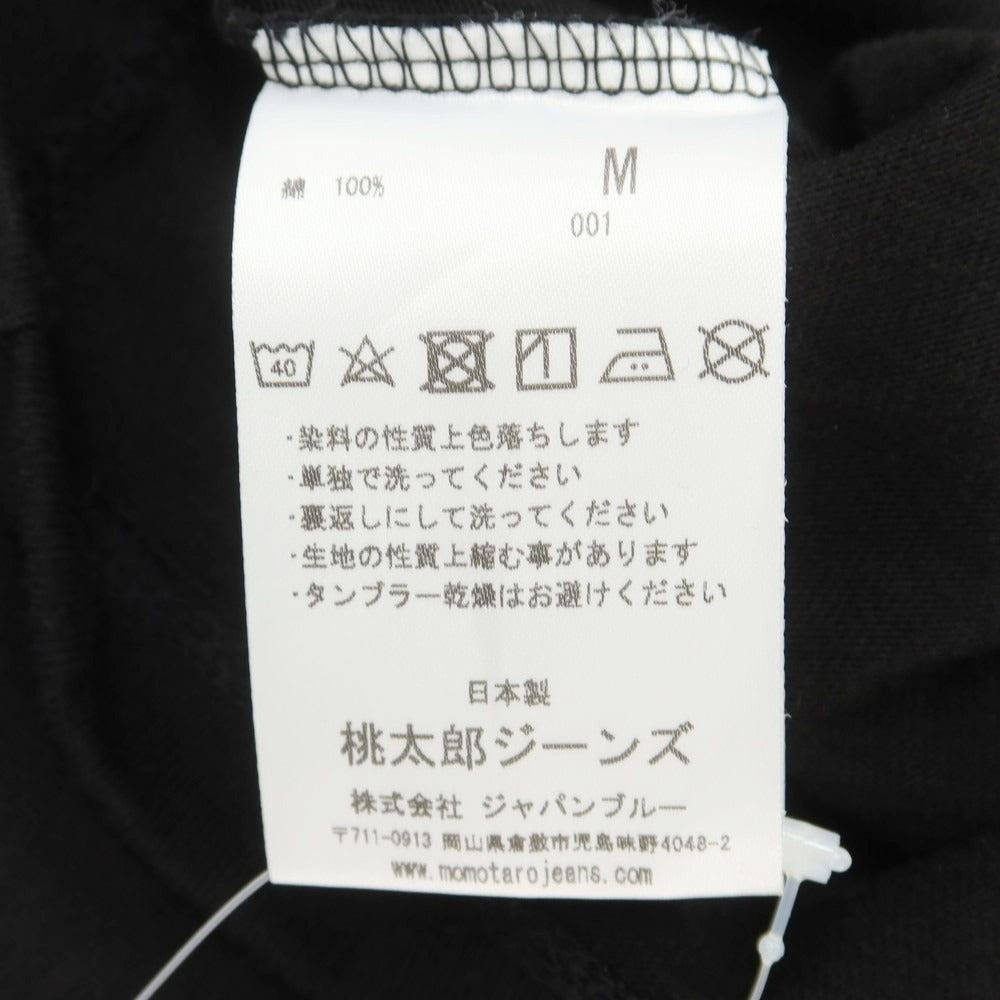 綿 100% M
001
40
・染料の性質上色落ちします
・単独で洗ってください
・裏返しにして洗ってください
・生地の性質上縮む事があります
・タンブラー乾燥はお避けください
日本製
桃太郎ジーンズ
株式会社 ジャパンブルー
〒711-0913 岡山県倉敷市児島味野4048-2
www.momotarojeans.com